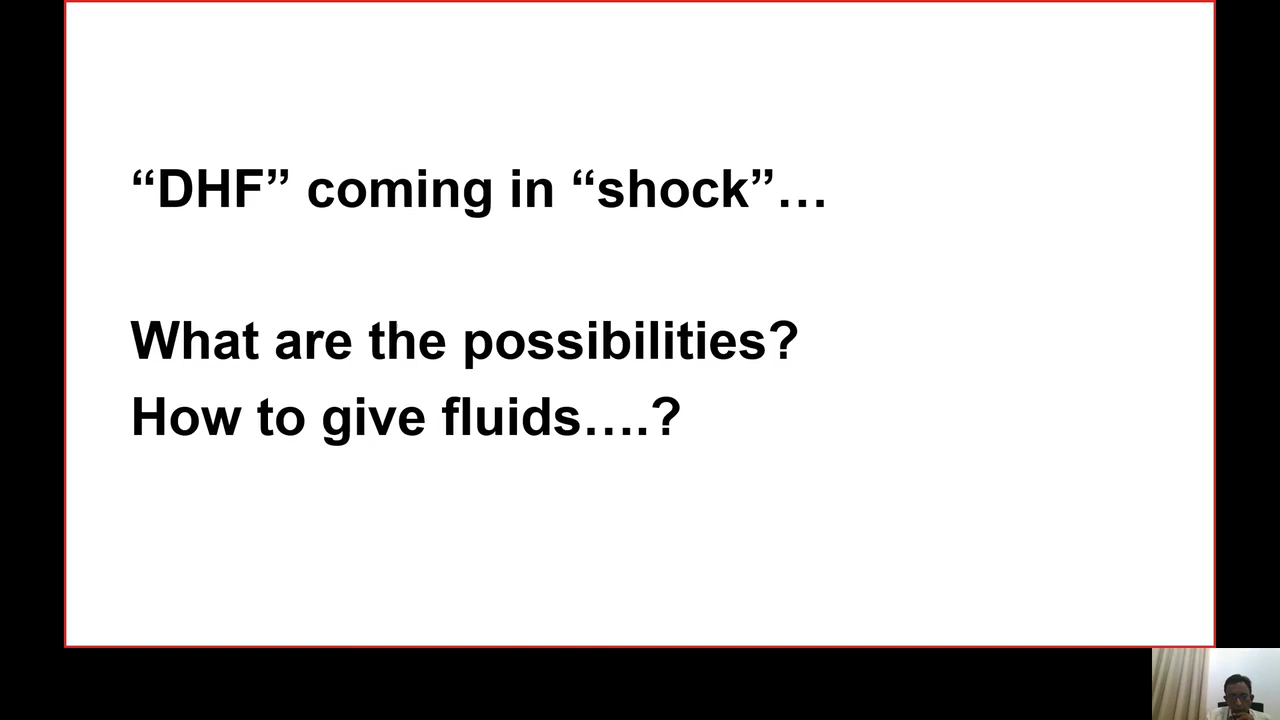 “DHF” coming in “shock”…
What are the possibilities?
How to give fluids….?